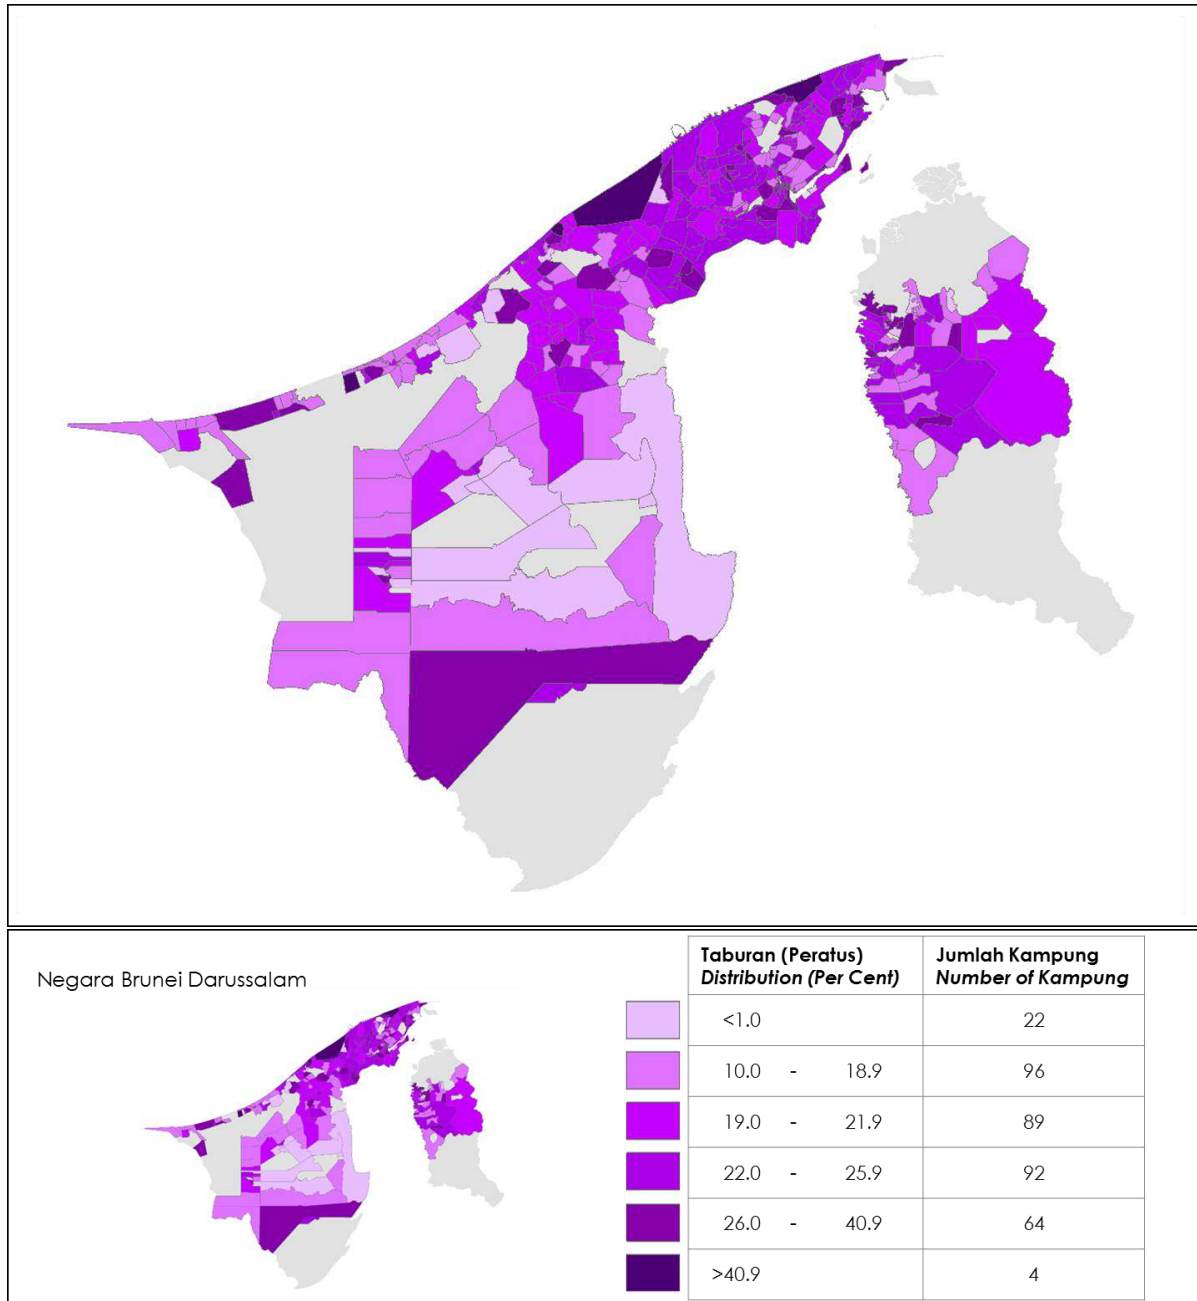 Negara Brunei Darussalam
Taburan (Peratus) Jumlah Kampung
Distribution (Per Cent) Number of Kampung
<1.0 22
10.0 - 18.9 96
19.0 - 21.9 89
22.0 - 25.9 92
26.0 - 40.9 64
>40.9 4